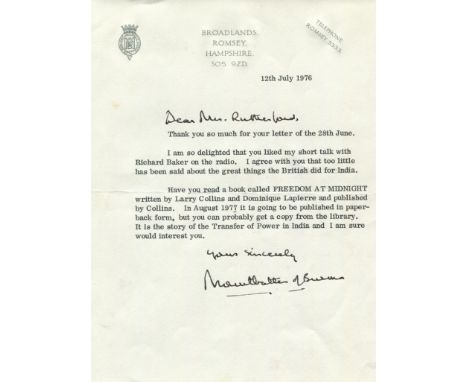 BROADLANDS,
ROMSEY,
HAMPSHIRE.
SO5 9ZD.
TELEPHONE
ROMSEY 3333.
12th July 1976
Dear Mrs. Rutherford,
Thank you so much for your letter of the 28th June.
I am so delighted that you liked my short talk with
Richard Baker on the radio. I agree with you that too little
has been said about the great things the British did for India.
Have you read a book called FREEDOM AT MIDNIGHT
written by Larry Collins and Dominique Lapierre and published
by Collins. In August 1977 it is going to be published in paper-
back form, but you can probably get a copy from the library.
It is the story of the Transfer of Power in India and I am sure
would interest you.
Yours sincerely
Mountbatten of Burma